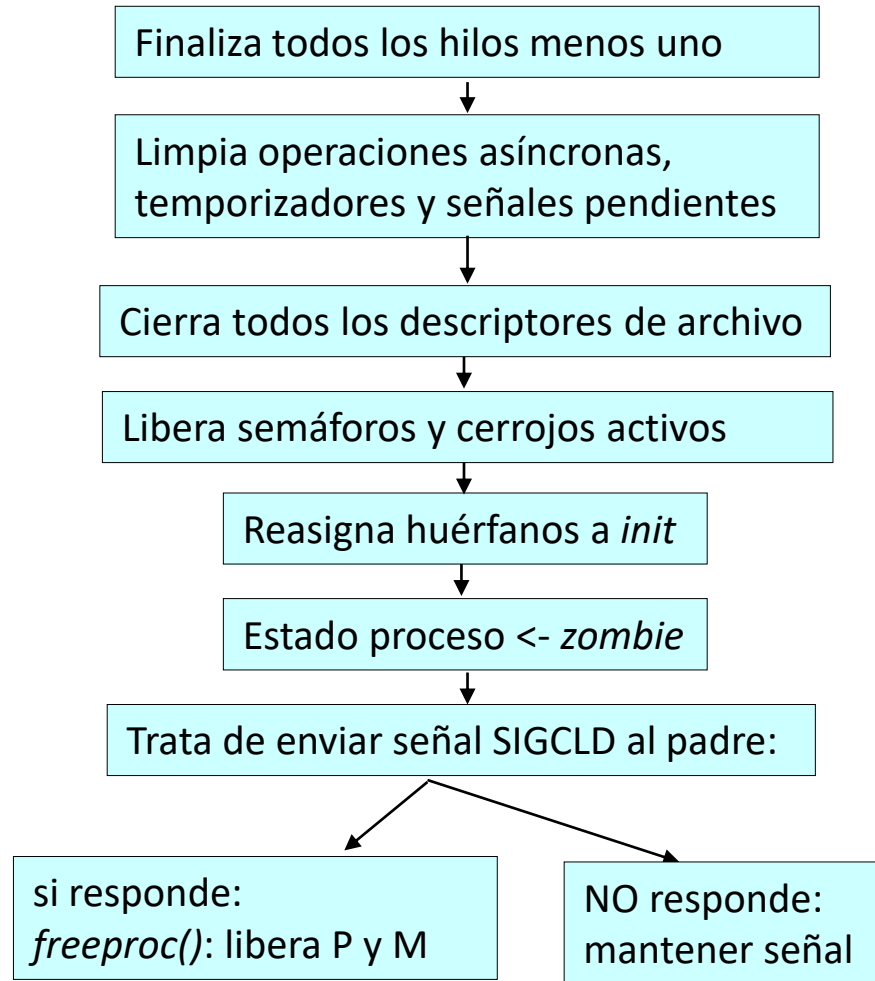 Finaliza todos los hilos menos uno
Limpia operaciones asíncronas,
temporizadores y señales pendientes
Cierra todos los descriptores de archivo
Libera semáforos y cerrojos activos
Reasigna huérfanos a init
Estado proceso <- zombie
Trata de enviar señal SIGCLD al padre:
si responde:
freeproc(): libera P y M
NO responde:
mantener señal